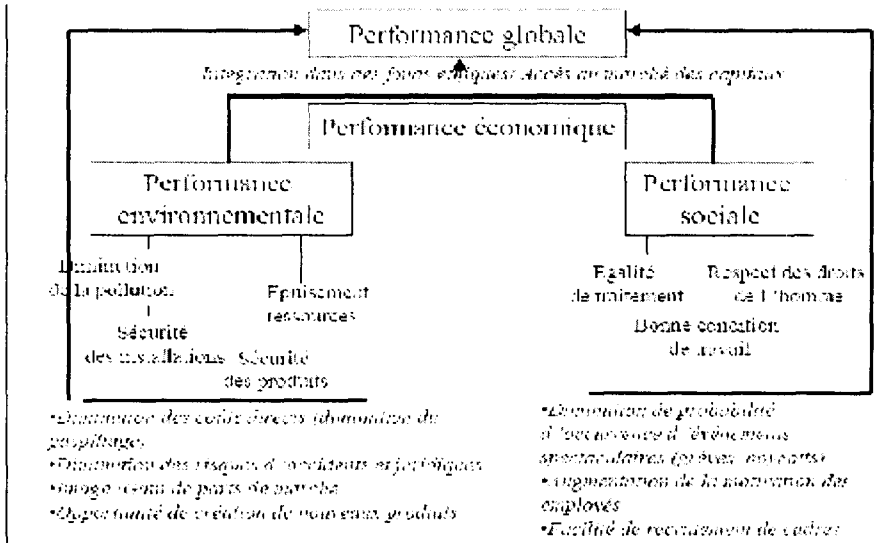 Performance globale
Integration dans des fonds éthiques/ Accès au marché des capitaux
Performance économique
Performance
environnementale
Performance
sociale
Diminution
de la pollution
Epuisement
ressources
Sécurité
des installations
Sécurité
des produits
Egalité
de traitement
Respect des droits
de l'homme
Bonne condition
de travail
•Diminution des coûts directs (diminution du
gaspillage)
•Diminution des risques d'accidents et juridiques
•Image (gain de parts de marché
•Opportunité de création de nouveaux produits
•Diminution de probabilité
d'occurrence d'événements
spectaculaires (grèves,
•Augmentation de la motivation des
employés
•Facilité de recrutement de cadres